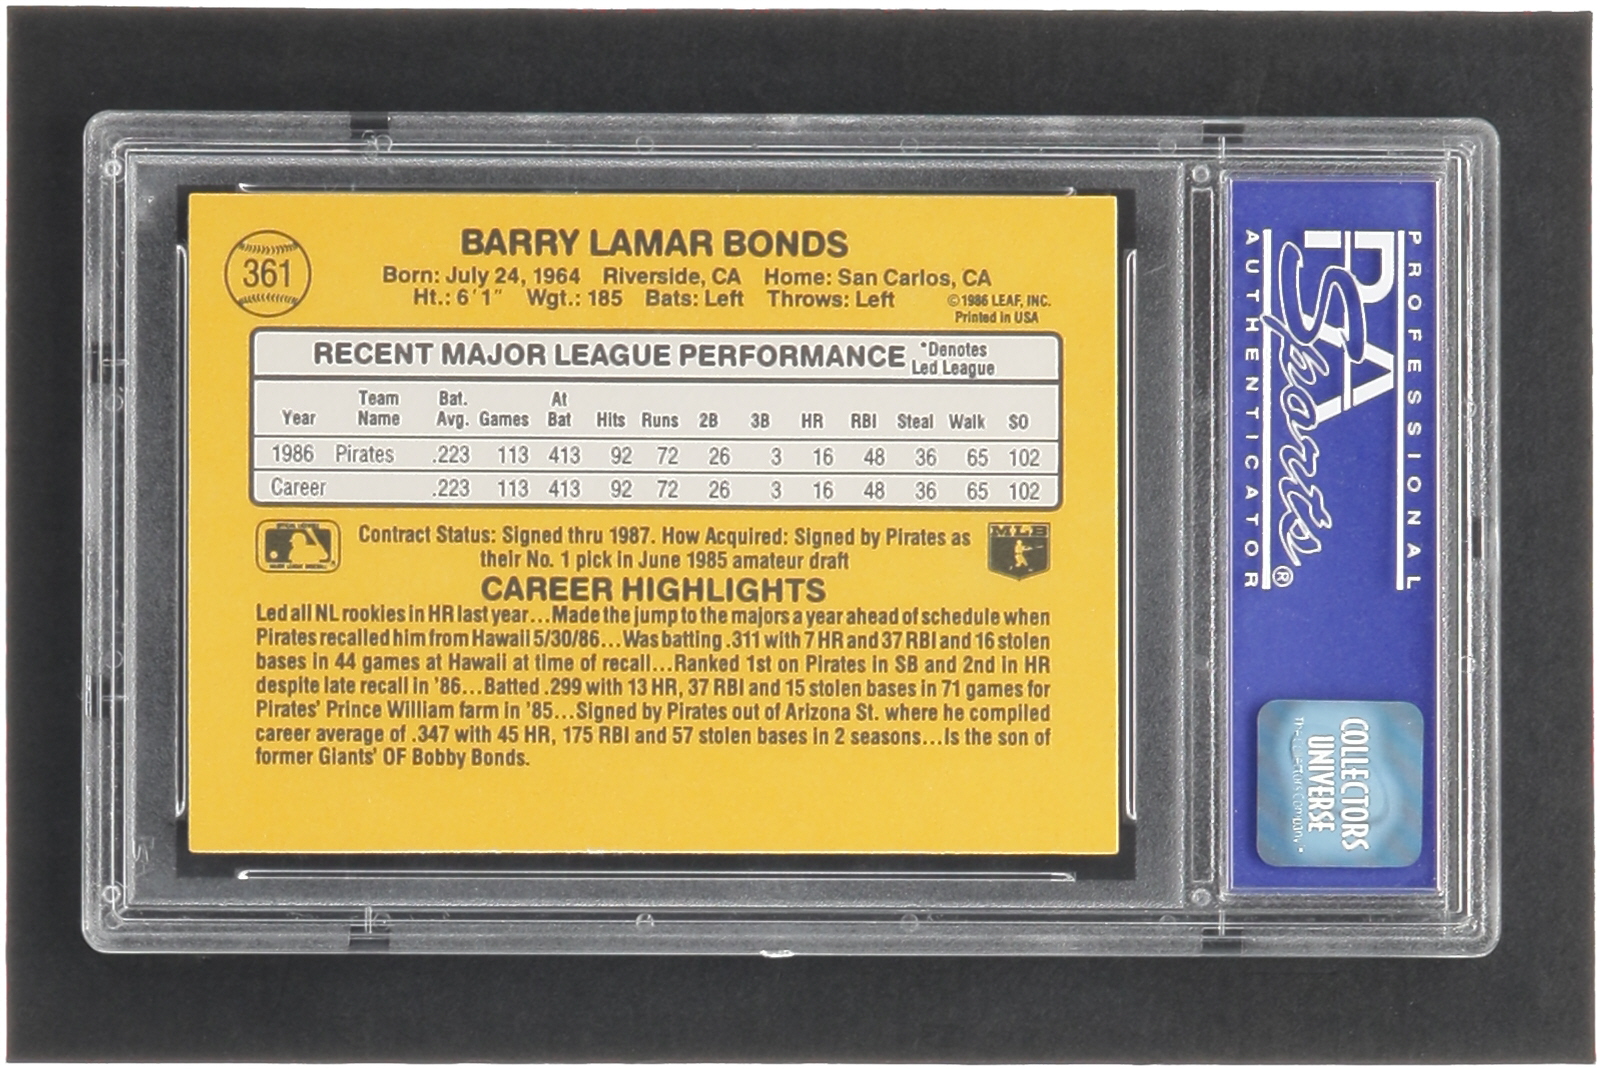 361
BARRY LAMAR BONDS
Born: July 24, 1964 Riverside, CA Home: San Carlos, CA
Ht.: 6'1" Wgt.: 185 Bats: Left Throws: Left
©1986 LEAF, INC.
Printed in USA
RECENT MAJOR LEAGUE PERFORMANCE *Denotes Led League
Year Team Name Bat. Avg. Games At Bat Hits Runs 2B 3B HR RBI Steal Walk SO
1986 Pirates .223 113 413 92 72 26 3 16 48 36 65 102
Career .223 113 413 92 72 26 3 16 48 36 65 102
Contract Status: Signed thru 1987. How Acquired: Signed by Pirates as
their No. 1 pick in June 1985 amateur draft
MLB
CAREER HIGHLIGHTS
Led all NL rookies in HR last year...Made the jump to the majors a year ahead of schedule when
Pirates recalled him from Hawaii 5/30/86...Was batting .311 with 7 HR and 37 RBI and 16 stolen
bases in 44 games at Hawaii at time of recall...Ranked 1st on Pirates in SB and 2nd in HR
despite late recall in '86...Batted .299 with 13 HR, 37 RBI and 15 stolen bases in 71 games for
Pirates' Prince William farm in '85...Signed by Pirates out of Arizona St. where he compiled
career average of .347 with 45 HR, 175 RBI and 57 stolen bases in 2 seasons...Is the son of
former Giants' OF Bobby Bonds.
PROFESSIONAL
PSA
Sports®
AUTHENTICATOR
COLLECTORS
UNIVERSE